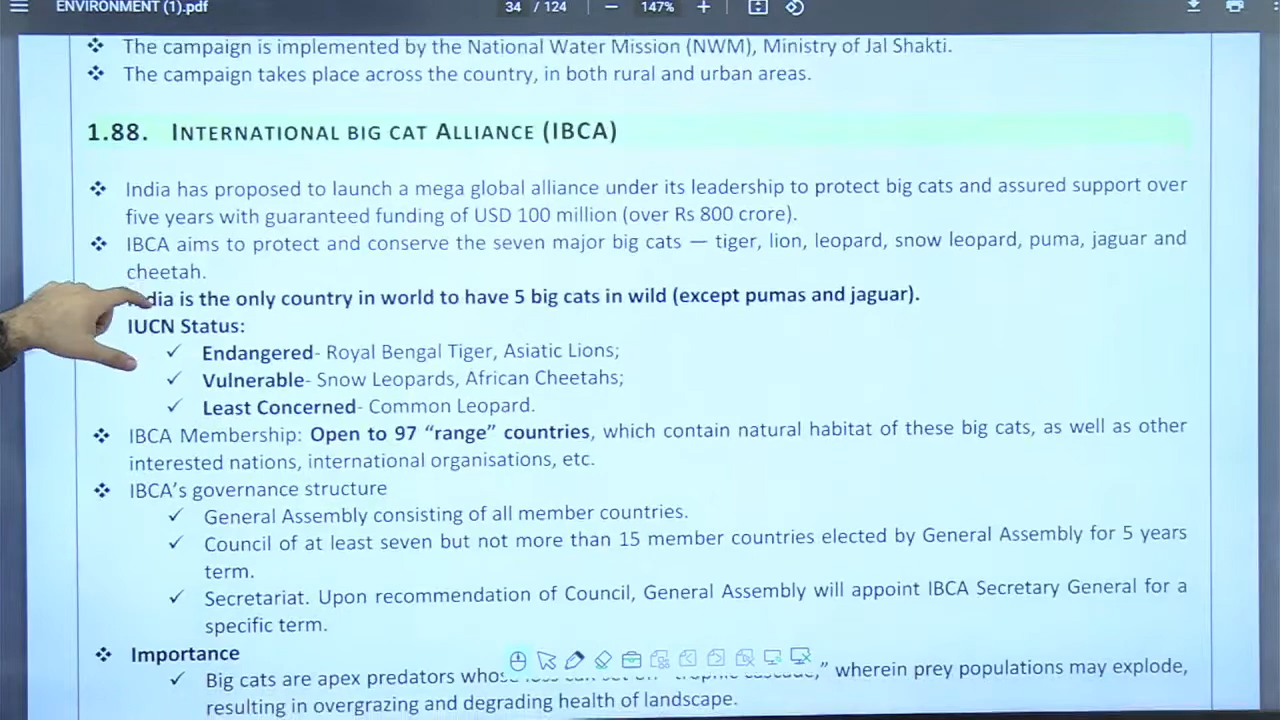 ENVIRONMENT (1).pdf 34 / 124 — 147% +
❖ The campaign is implemented by the National Water Mission (NWM), Ministry of Jal Shakti.
❖ The campaign takes place across the country, in both rural and urban areas.
1.88. INTERNATIONAL BIG CAT ALLIANCE (IBCA)
❖ India has proposed to launch a mega global alliance under its leadership to protect big cats and assured support over
five years with guaranteed funding of USD 100 million (over Rs 800 crore).
❖ IBCA aims to protect and conserve the seven major big cats — tiger, lion, leopard, snow leopard, puma, jaguar and
cheetah.
is the only country in world to have 5 big cats in wild (except pumas and jaguar).
IUCN Status:
✓ Endangered- Royal Bengal Tiger, Asiatic Lions;
✓ Vulnerable- Snow Leopards, African Cheetahs;
✓ Least Concerned- Common Leopard.
❖ IBCA Membership: Open to 97 “range” countries, which contain natural habitat of these big cats, as well as other
interested nations, international organisations, etc.
❖ IBCA’s governance structure
✓ General Assembly consisting of all member countries.
✓ Council of at least seven but not more than 15 member countries elected by General Assembly for 5 years
term.
✓ Secretariat. Upon recommendation of Council, General Assembly will appoint IBCA Secretary General for a
specific term.
❖ Importance
✓ Big cats are apex predators whose wherein prey populations may explode,
resulting in overgrazing and degrading health of landscape.